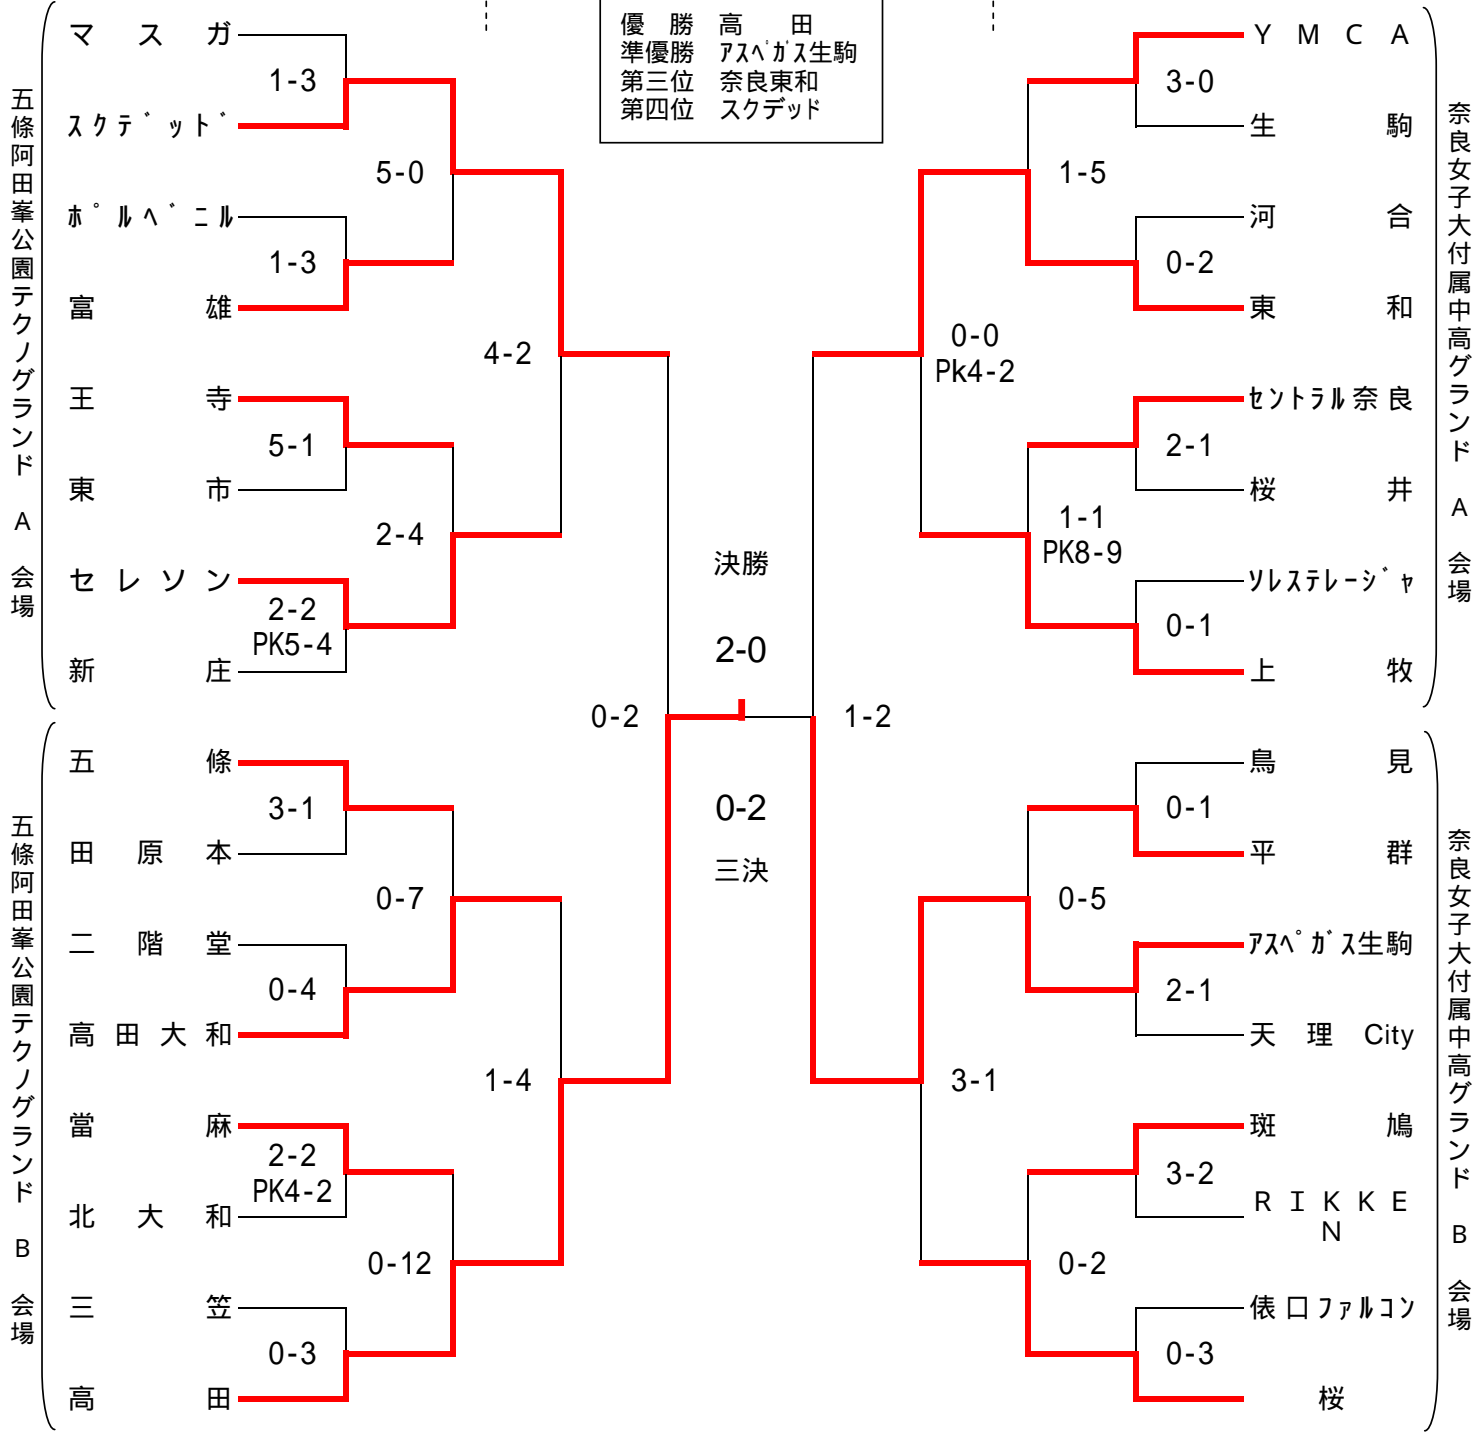 優勝 高田
準優勝 アスペガス生駒
第三位 奈良東和
第四位 スクデッド
五條阿田峯公園テクノグランド A 会場
マスガ
1-3
スクデッド
5-0
ポルベニル
1-3
富雄
4-2
王寺
5-1
東市
2-4
セレソン
2-2
PK5-4
新庄
0-2
五條阿田峯公園テクノグランド B 会場
五條
3-1
田原本
0-7
二階堂
0-4
高田大和
1-4
當麻
2-2
PK4-2
北大和
0-12
三笠
0-3
高田
決勝
2-0
0-2
三決
YMCA
3-0
生駒
1-5
河合
0-2
東和
0-0
Pk4-2
セントラル奈良
2-1
桜井
1-1
PK8-9
ソレステレージャ
0-1
上牧
奈良女子大付属中高グランド A 会場
1-2
鳥見
0-1
平群
0-5
アスペガス生駒
2-1
天理City
3-1
斑鳩
3-2
RIKKE
N
0-2
俵口ファルコン
0-3
桜
奈良女子大付属中高グランド B 会場